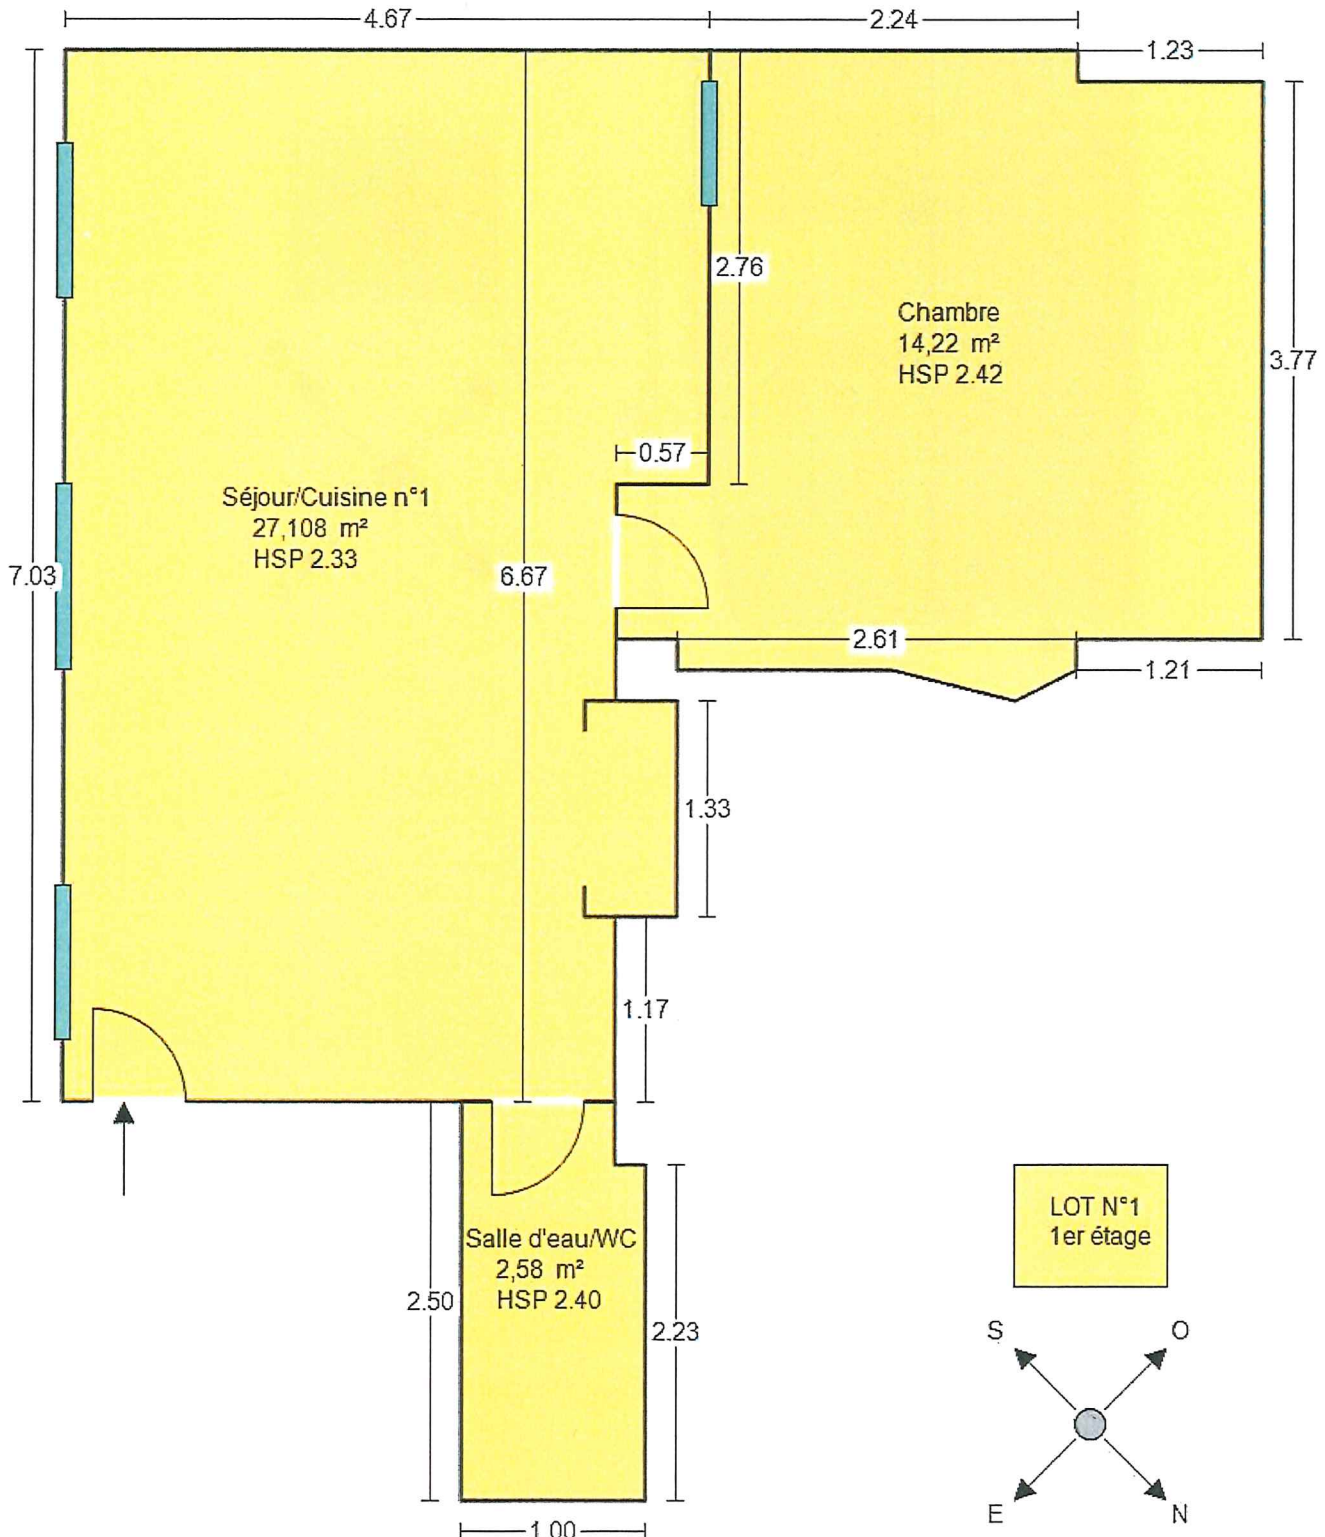 4.67
2.24
1.23
2.76
Chambre
14,22 m²
HSP 2.42
3.77
0.57
Séjour/Cuisine n°1
27,108 m²
HSP 2.33
7.03
6.67
2.61
1.21
1.33
1.17
LOT N°1
1er étage
Salle d'eau/WC
2,58 m²
HSP 2.40
2.50
2.23
S
O
E
N
1.00